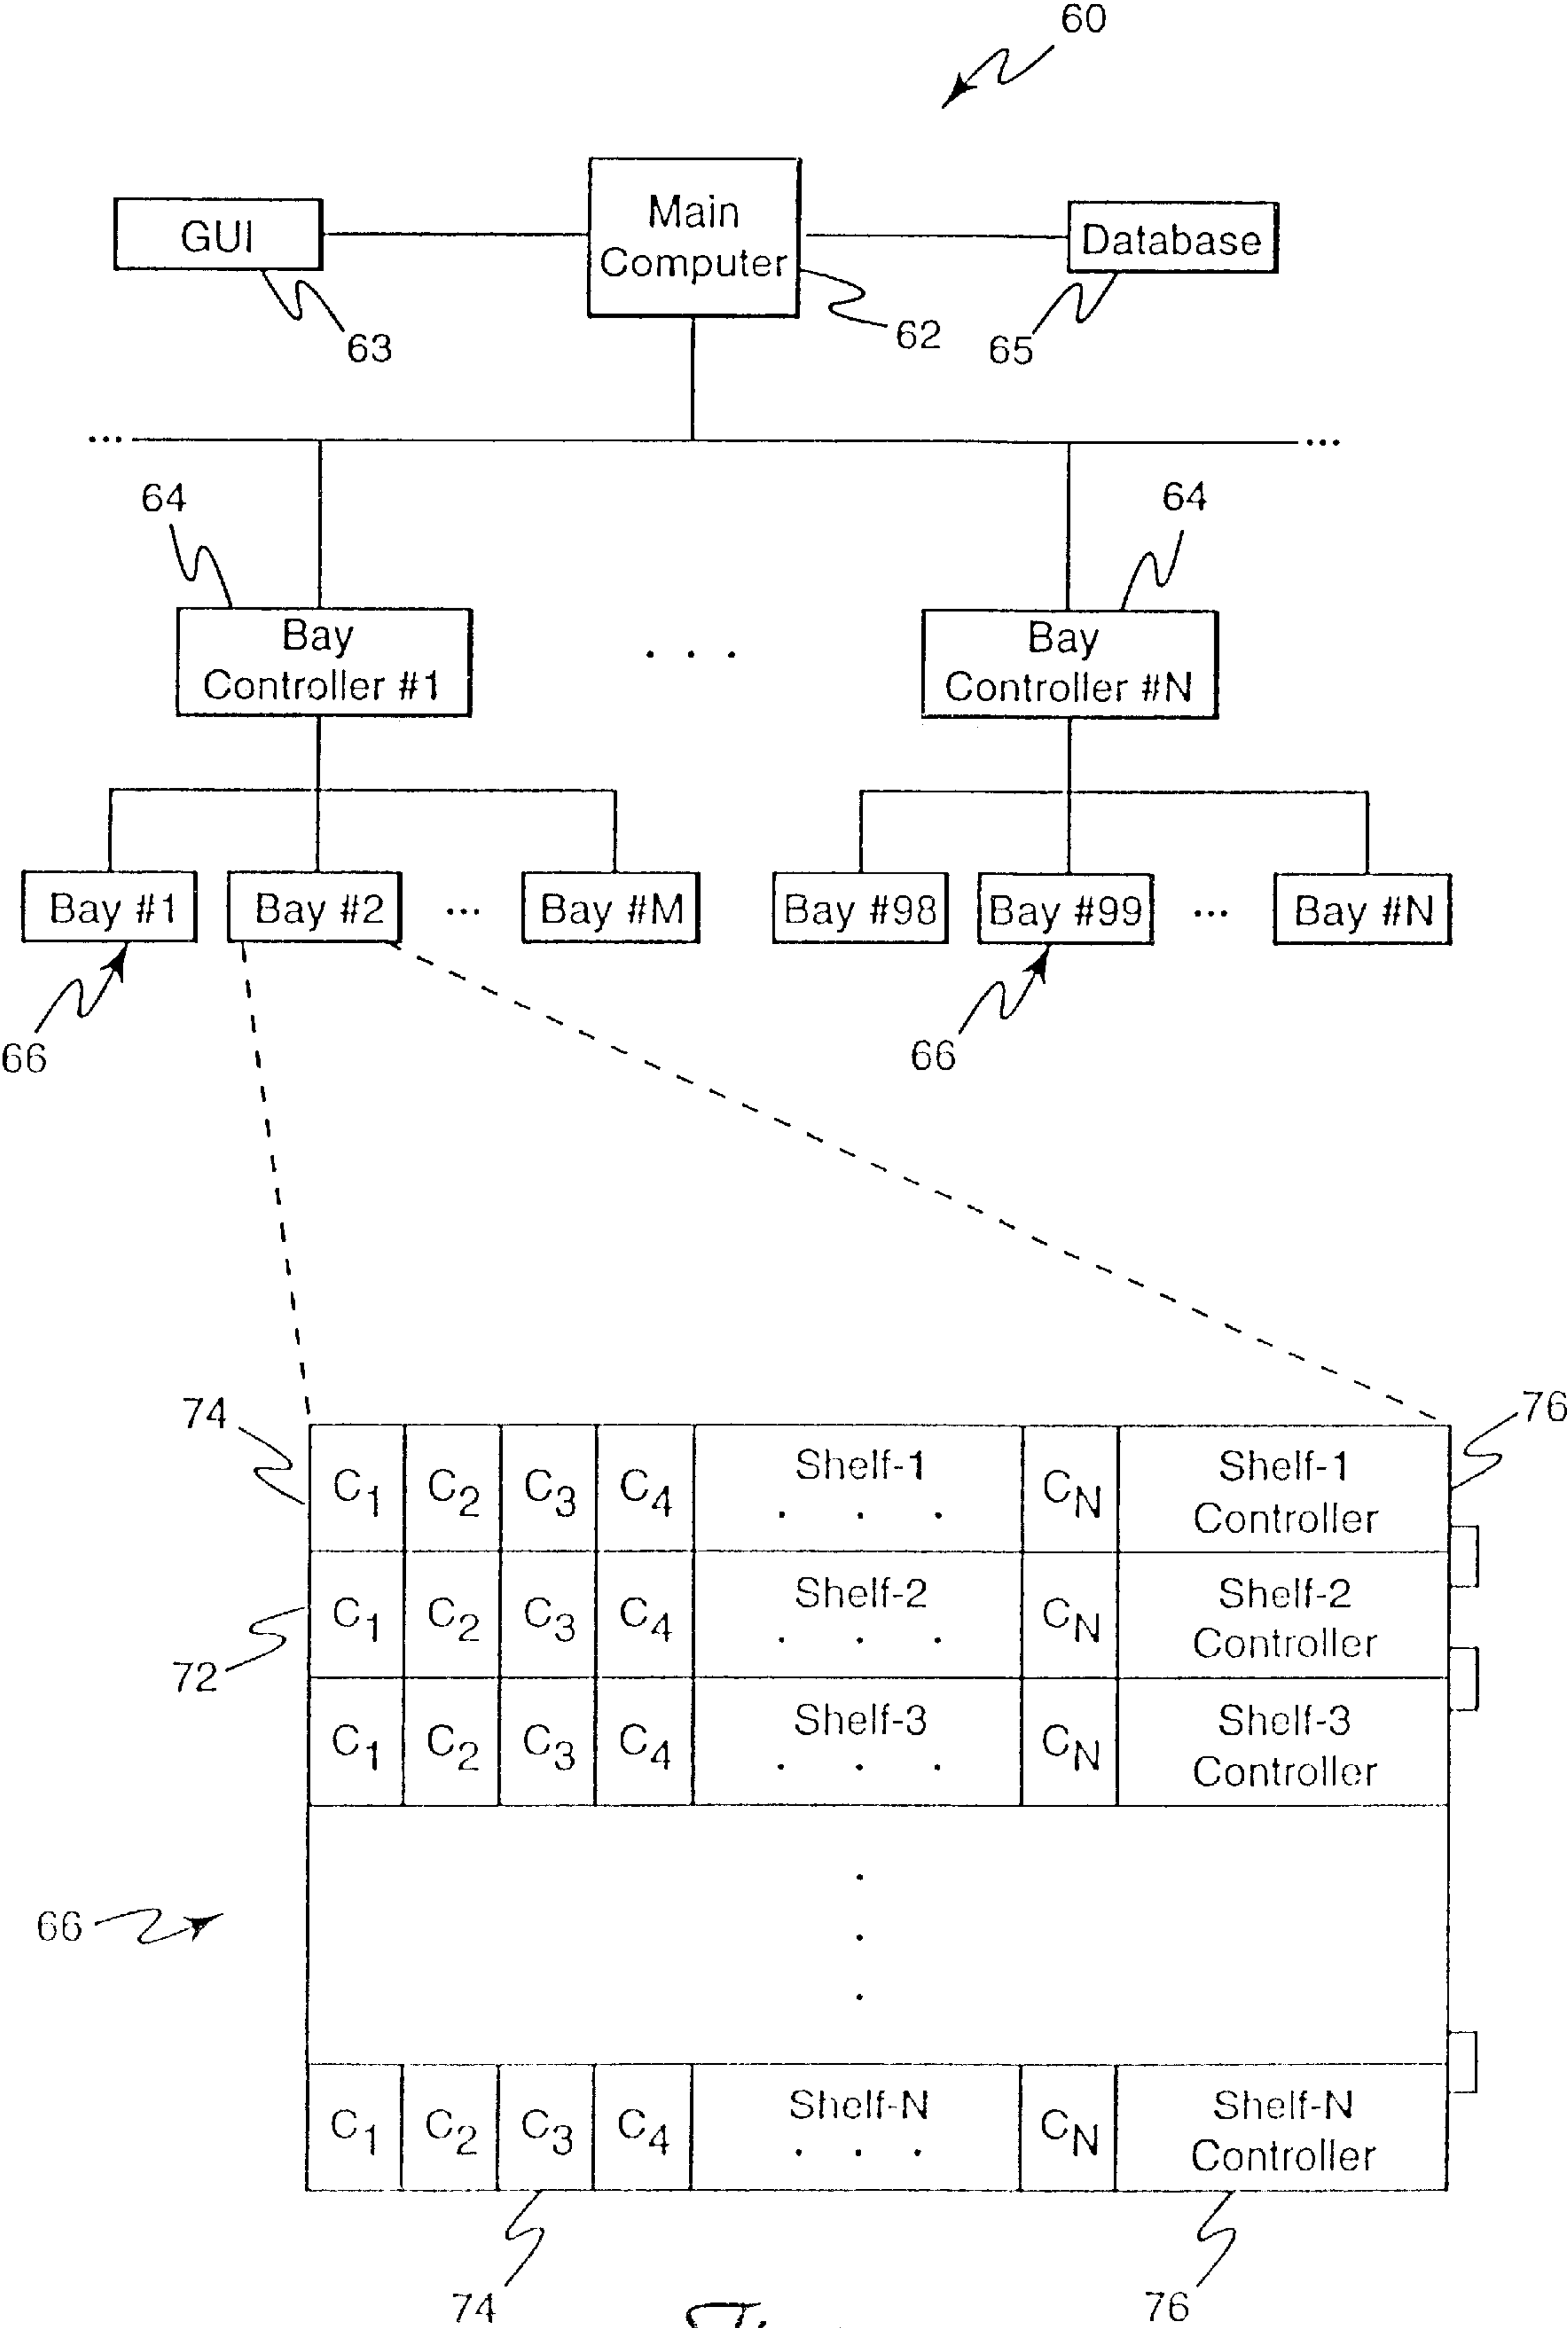 60
GUI
Main
Computer
Database
63
62
65
...
...
64
64
Bay
Controller #1
. . .
Bay
Controller #N
Bay #1
Bay #2
...
Bay #M
Bay #98
Bay #99
...
Bay #N
66
66
74
76
C1 C2 C3 C4 Shelf-1 . . . CN Shelf-1
Controller
C1 C2 C3 C4 Shelf-2 . . . CN Shelf-2
Controller
72
C1 C2 C3 C4 Shelf-3 . . . CN Shelf-3
Controller
66
.
.
.
C1 C2 C3 C4 Shelf-N . . . CN Shelf-N
Controller
74
76